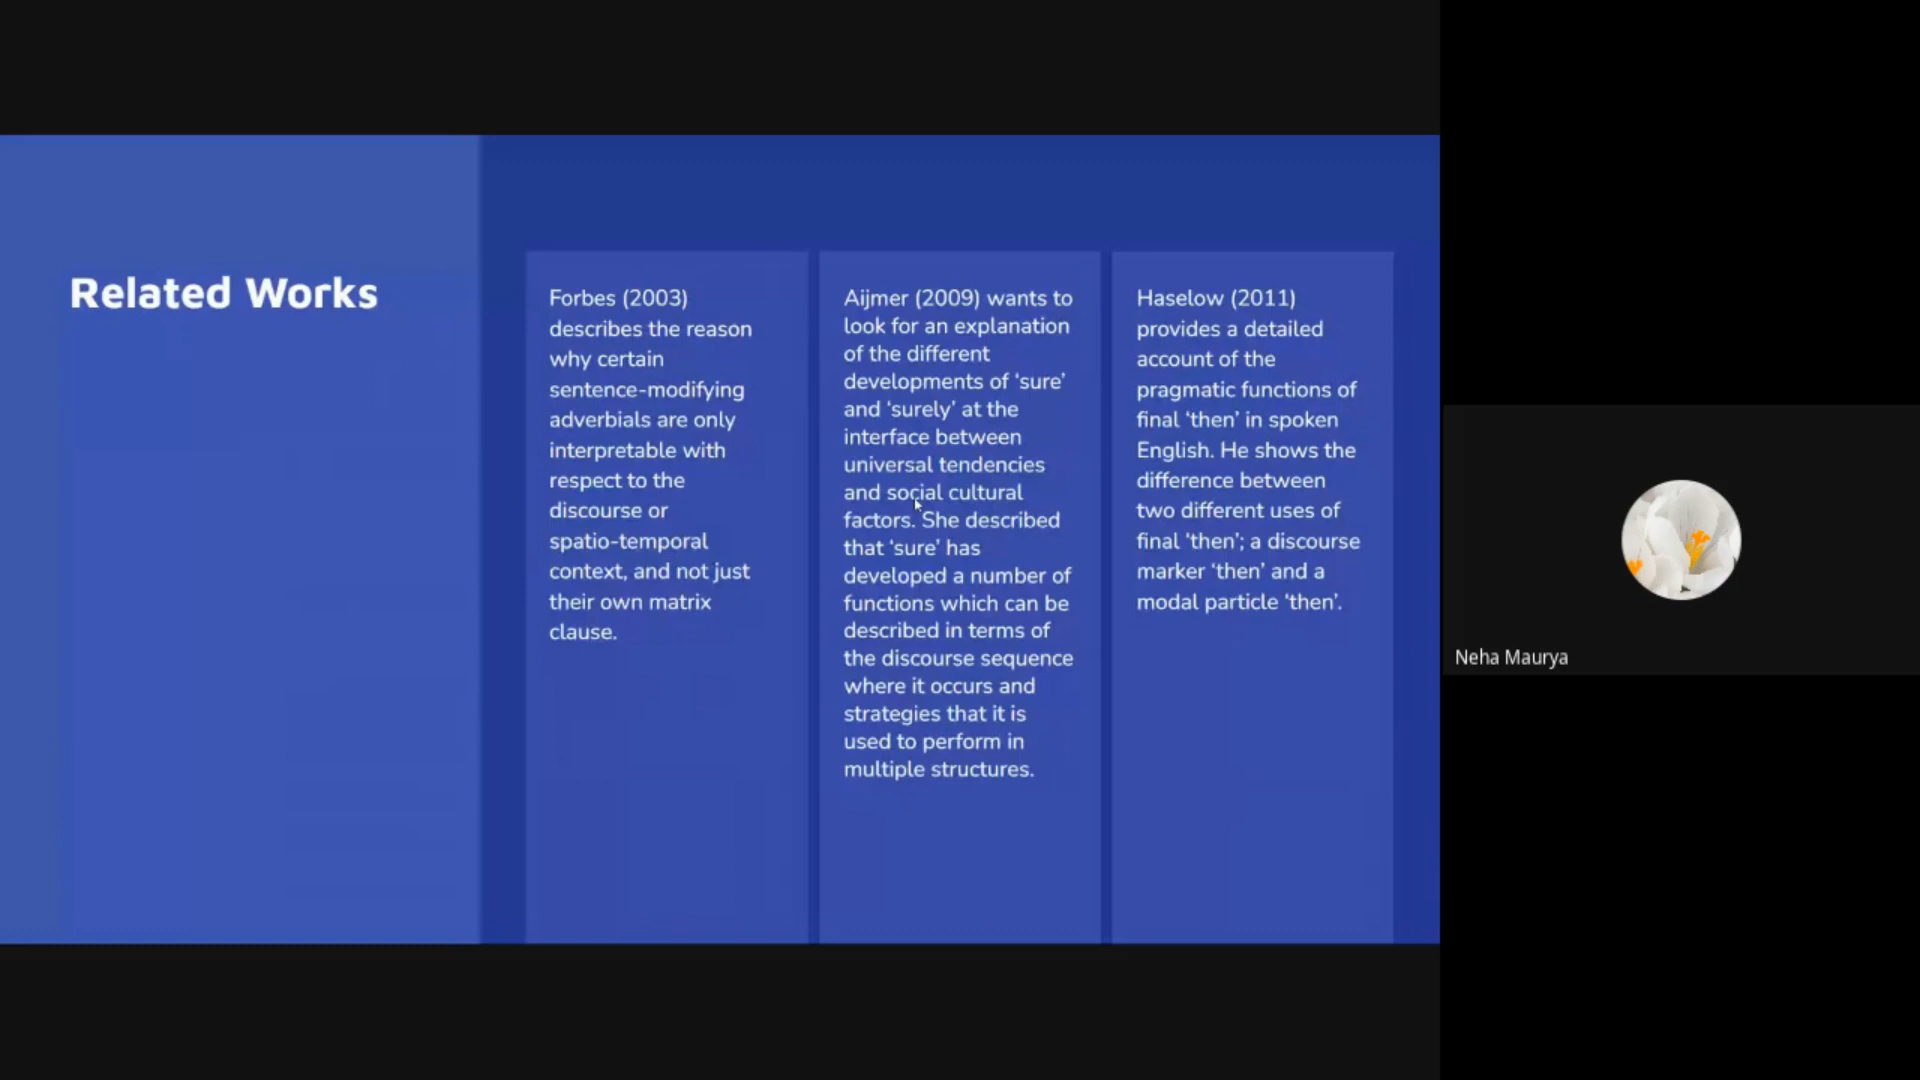 Related Works
Forbes (2003)
describes the reason
why certain
sentence-modifying
adverbials are only
interpretable with
respect to the
discourse or
spatio-temporal
context, and not just
their own matrix
clause.
Aijmer (2009) wants to
look for an explanation
of the different
developments of ‘sure’
and ‘surely’ at the
interface between
universal tendencies
and social cultural
factors. She described
that ‘sure’ has
developed a number of
functions which can be
described in terms of
the discourse sequence
where it occurs and
strategies that it is
used to perform in
multiple structures.
Haselow (2011)
provides a detailed
account of the
pragmatic functions of
final ‘then’ in spoken
English. He shows the
difference between
two different uses of
final ‘then’; a discourse
marker ‘then’ and a
modal particle ‘then’.
Neha Maurya